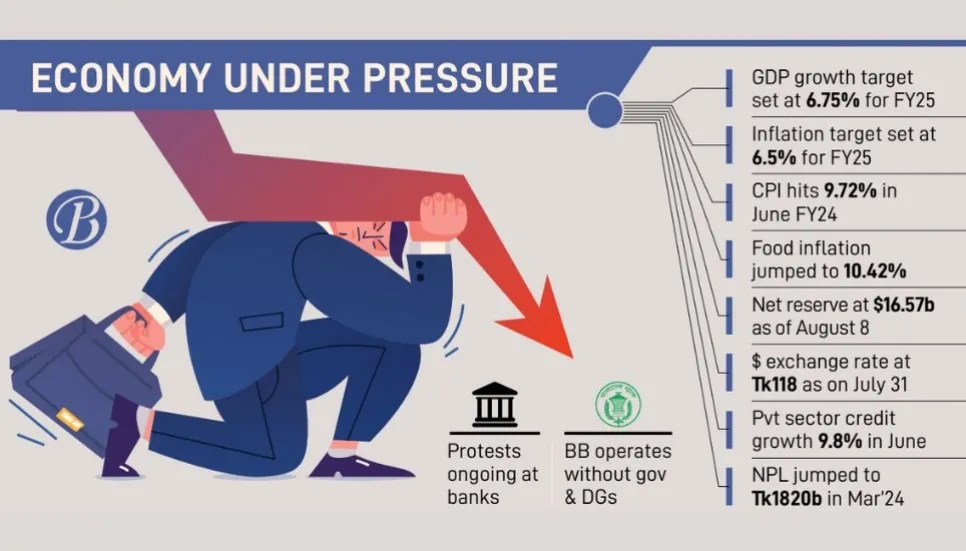 ECONOMY UNDER PRESSURE
B
GDP growth target
set at 6.75% for FY25
Inflation target set at
6.5% for FY25
CPI hits 9.72% in
June FY24
Food inflation
jumped to 10.42%
Net reserve at $16.57b
as of August 8
$ exchange rate at
Tk118 as on July 31
Pvt sector credit
growth 9.8% in June
NPL jumped to
Tk1820b in Mar'24
Protests
ongoing at
banks
BB operates
without gov
& DGs